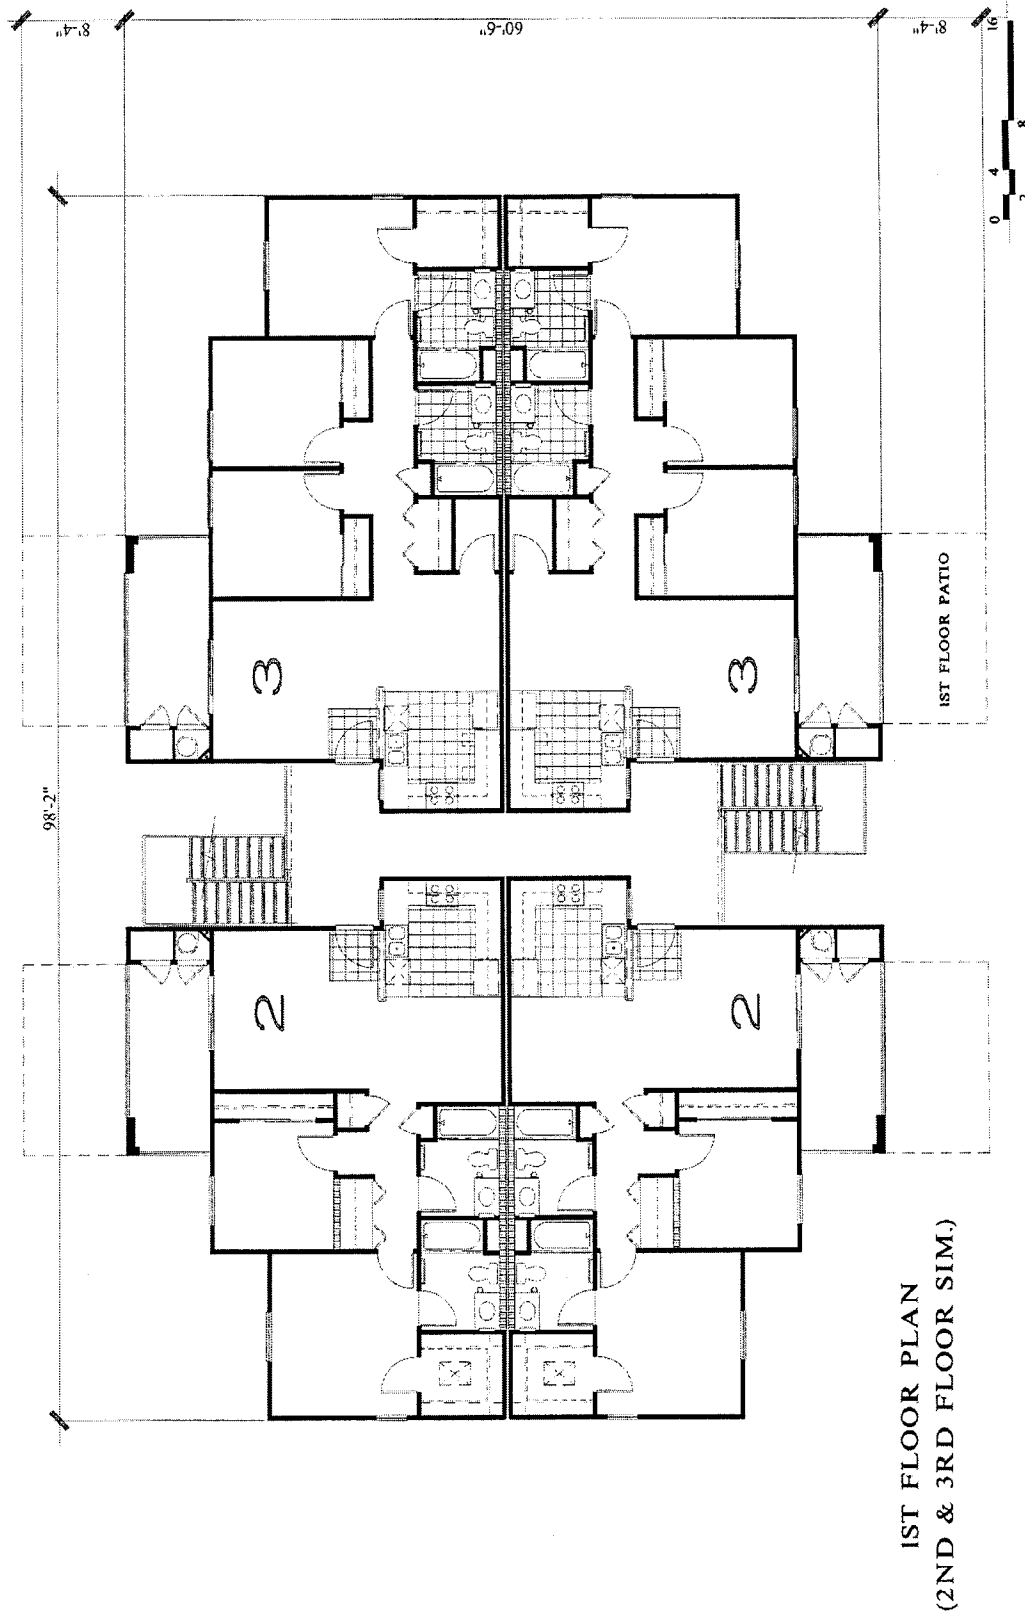 8'-4"
60'-6"
8'-4"
98'-2"
3
3
2
2
1ST FLOOR PATIO
1ST FLOOR PLAN
(2ND & 3RD FLOOR SIM.)
0 2 4 8 16